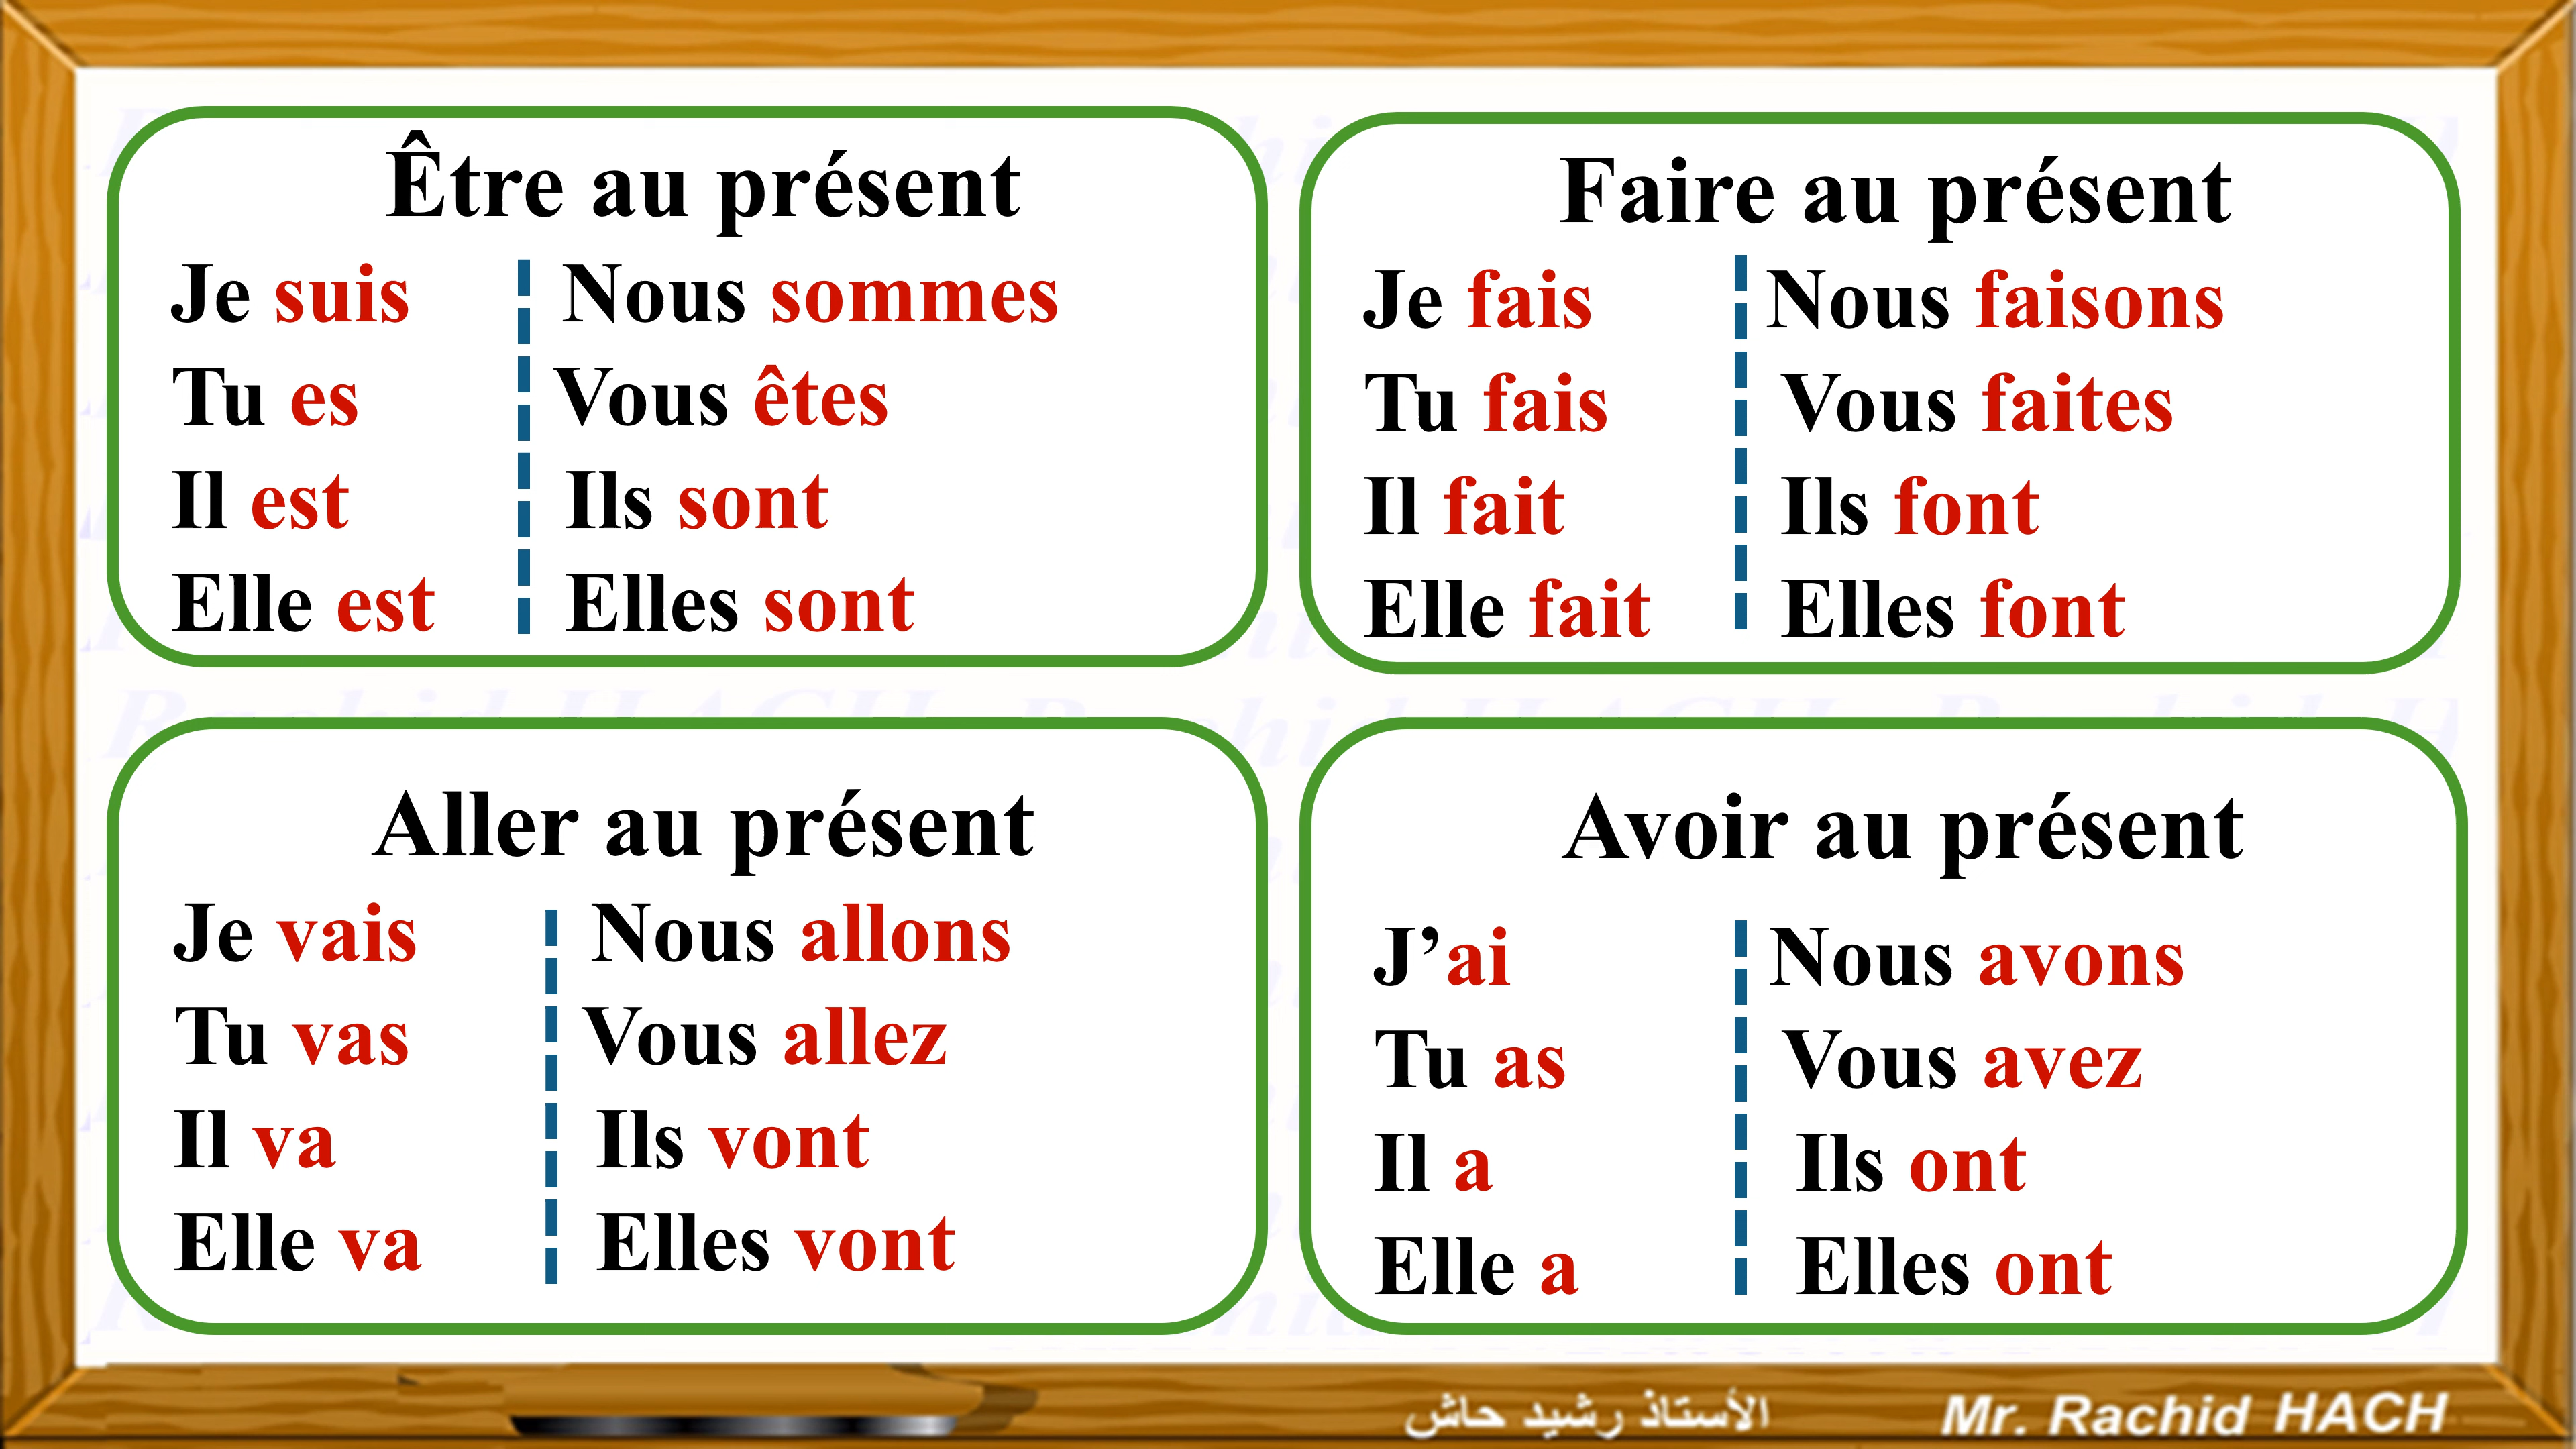 Être au présent
Je suis
Tu es
Il est
Elle est
Nous sommes
Vous êtes
Ils sont
Elles sont
Faire au présent
Je fais
Tu fais
Il fait
Elle fait
Nous faisons
Vous faites
Ils font
Elles font
Aller au présent
Je vais
Tu vas
Il va
Elle va
Nous allons
Vous allez
Ils vont
Elles vont
Avoir au présent
J’ai
Tu as
Il a
Elle a
Nous avons
Vous avez
Ils ont
Elles ont
الأستاذ رشيد حاش
Mr. Rachid HACH